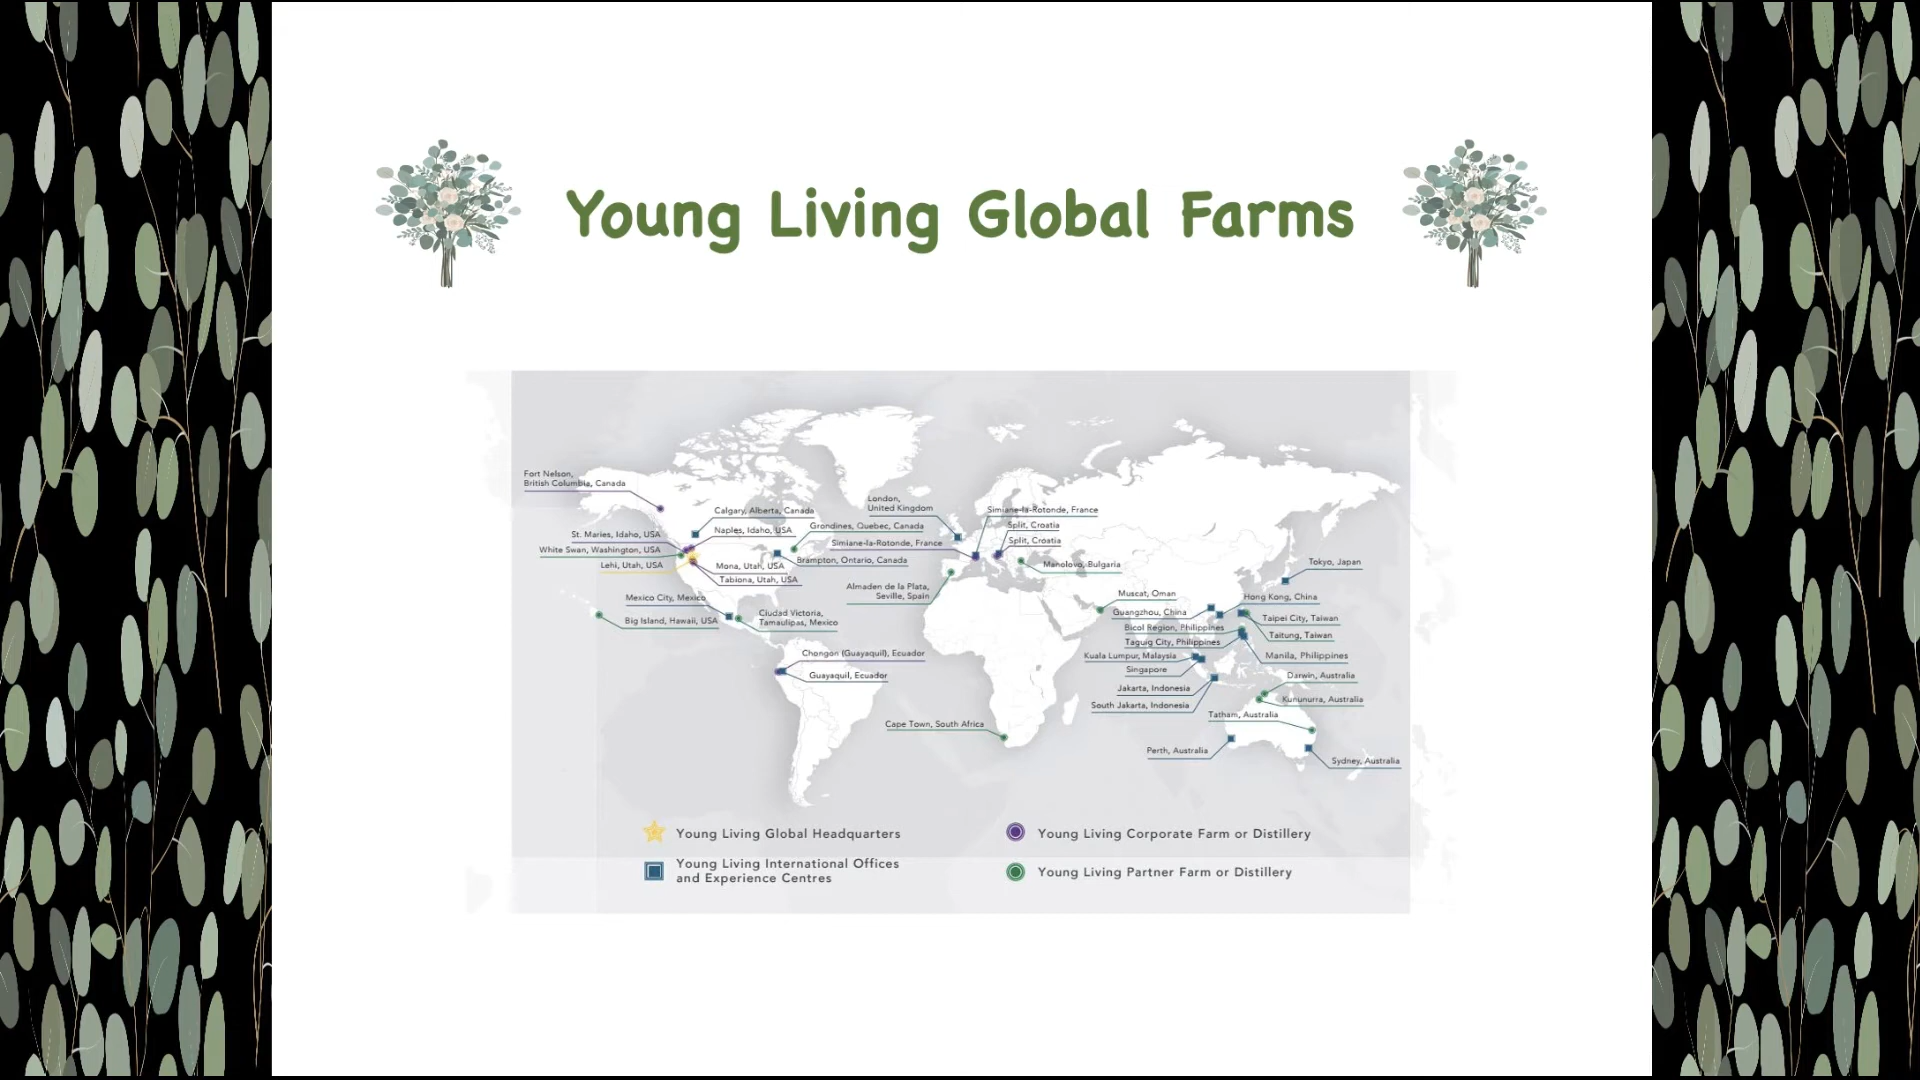 Young Living Global Farms
Fort Nelson,
British Columbia, Canada
St. Maries, Idaho, USA
White Swan, Washington, USA
Lehi, Utah, USA
Calgary, Alberta, Canada
Naples, Idaho, USA
Mona, Utah, USA
Tabiona, Utah, USA
Grondines, Quebec, Canada
Brampton, Ontario, Canada
Mexico City, Mexico
Big Island, Hawaii, USA
Ciudad Victoria,
Tamaulipas, Mexico
Chongon (Guayaquil), Ecuador
Guayaquil, Ecuador
London,
United Kingdom
Simiane-la-Rotonde, France
Simiane-la-Rotonde, France
Split, Croatia
Split, Croatia
Manolovo, Bulgaria
Almaden de la Plata,
Seville, Spain
Cape Town, South Africa
Muscat, Oman
Guangzhou, China
Bicol Region, Philippines
Taguig City, Philippines
Kuala Lumpur, Malaysia
Singapore
Jakarta, Indonesia
South Jakarta, Indonesia
Tokyo, Japan
Hong Kong, China
Taipei City, Taiwan
Taitung, Taiwan
Manila, Philippines
Darwin, Australia
Kununurra, Australia
Tatham, Australia
Perth, Australia
Sydney, Australia
Young Living Global Headquarters
Young Living International Offices
and Experience Centres
Young Living Corporate Farm or Distillery
Young Living Partner Farm or Distillery